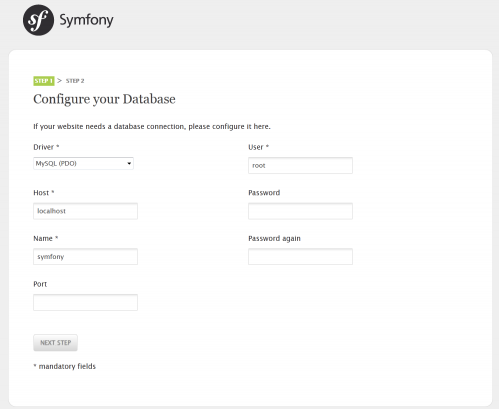 sf Symfony
STEP 1 > STEP 2
Configure your Database
If your website needs a database connection, please configure it here.
Driver *
MySQL (PDO)
User *
root
Host *
localhost
Password
Name *
symfony
Password again
Port
NEXT STEP
* mandatory fields